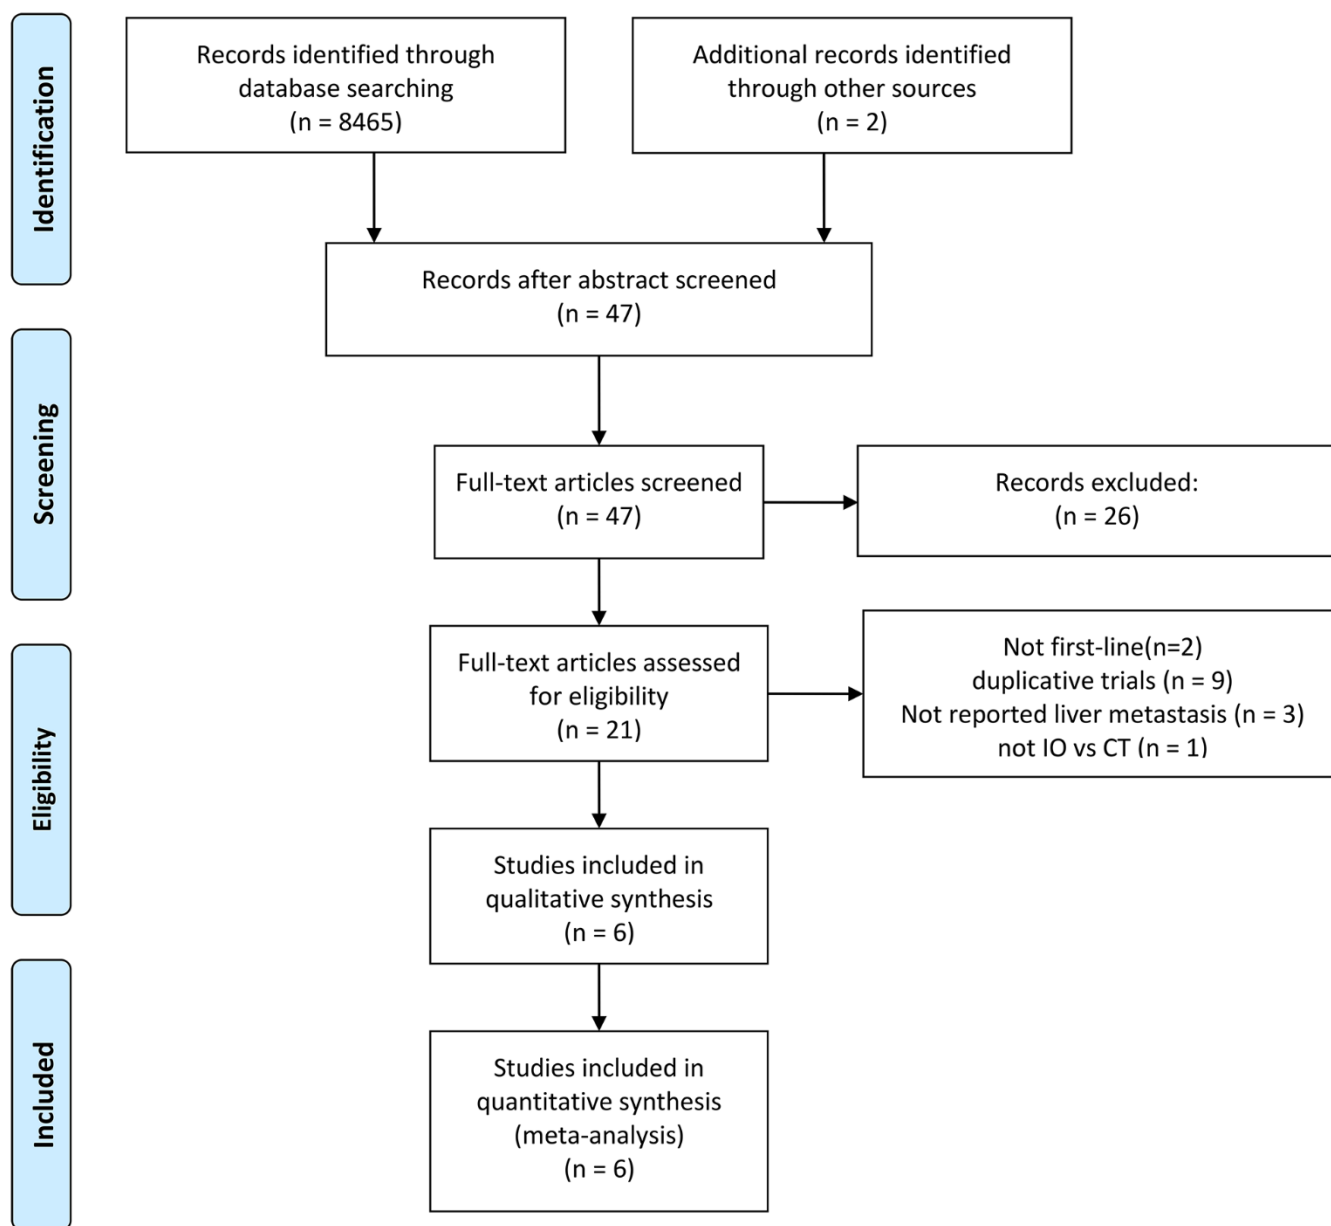 Identification
Records identified through
database searching
(n = 8465)
Additional records identified
through other sources
(n = 2)
Records after abstract screened
(n = 47)
Screening
Full-text articles screened
(n = 47)
Records excluded:
(n = 26)
Eligibility
Full-text articles assessed
for eligibility
(n = 21)
Not first-line(n=2)
duplicative trials (n = 9)
Not reported liver metastasis (n = 3)
not IO vs CT (n = 1)
Studies included in
qualitative synthesis
(n = 6)
Included
Studies included in
quantitative synthesis
(meta-analysis)
(n = 6)